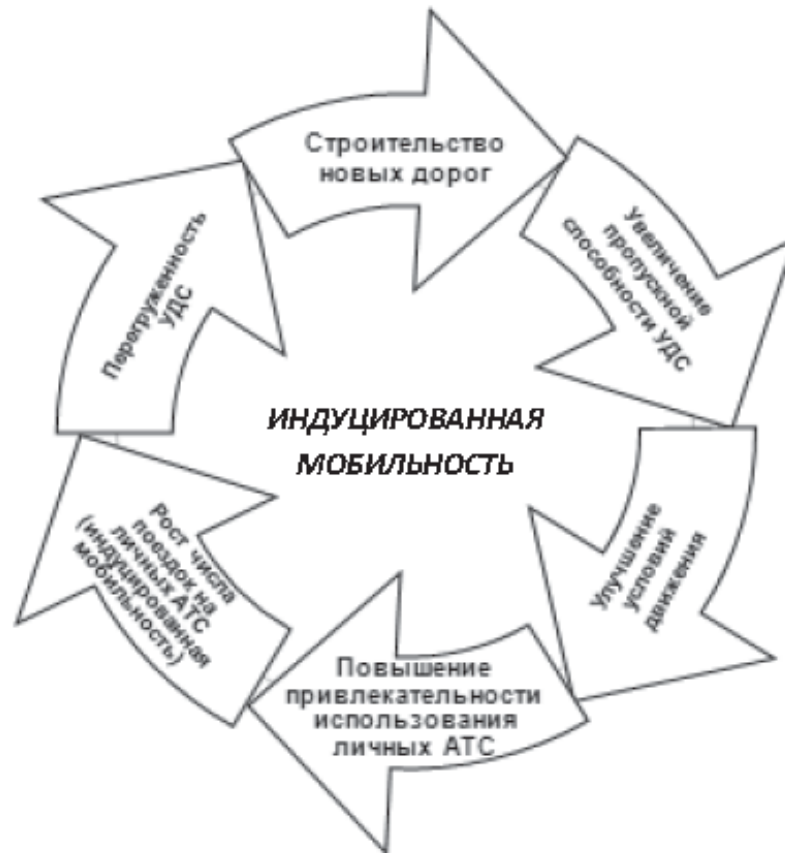 Строительство
новых дорог
Увеличение
пропускной
способности УДС
Улучшение
условий
движения
Повышение
привлекательности
использования
личных АТС
Рост числа
поездок на
личных АТС
(индуцированная
мобильность)
Перегруженность
УДС
ИНДУЦИРОВАННАЯ
МОБИЛЬНОСТЬ